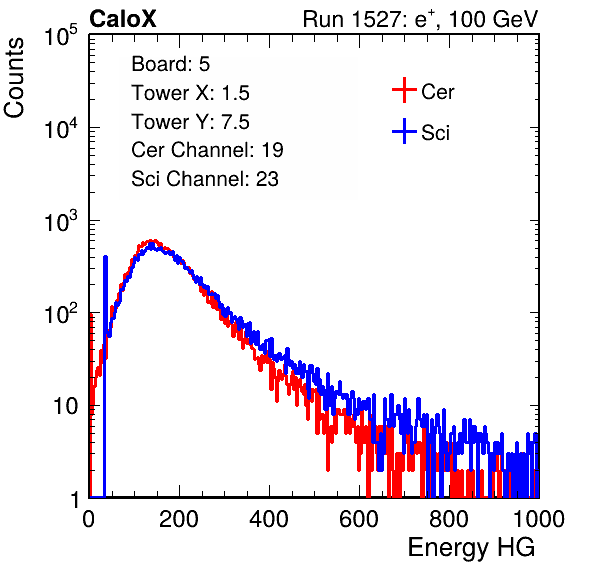 CaloX Run 1527: e⁺, 100 GeV
Counts
10⁵
10⁴
10³
10²
10
1
Board: 5
Tower X: 1.5
Tower Y: 7.5
Cer Channel: 19
Sci Channel: 23
Cer
Sci
0 200 400 600 800 1000
Energy HG